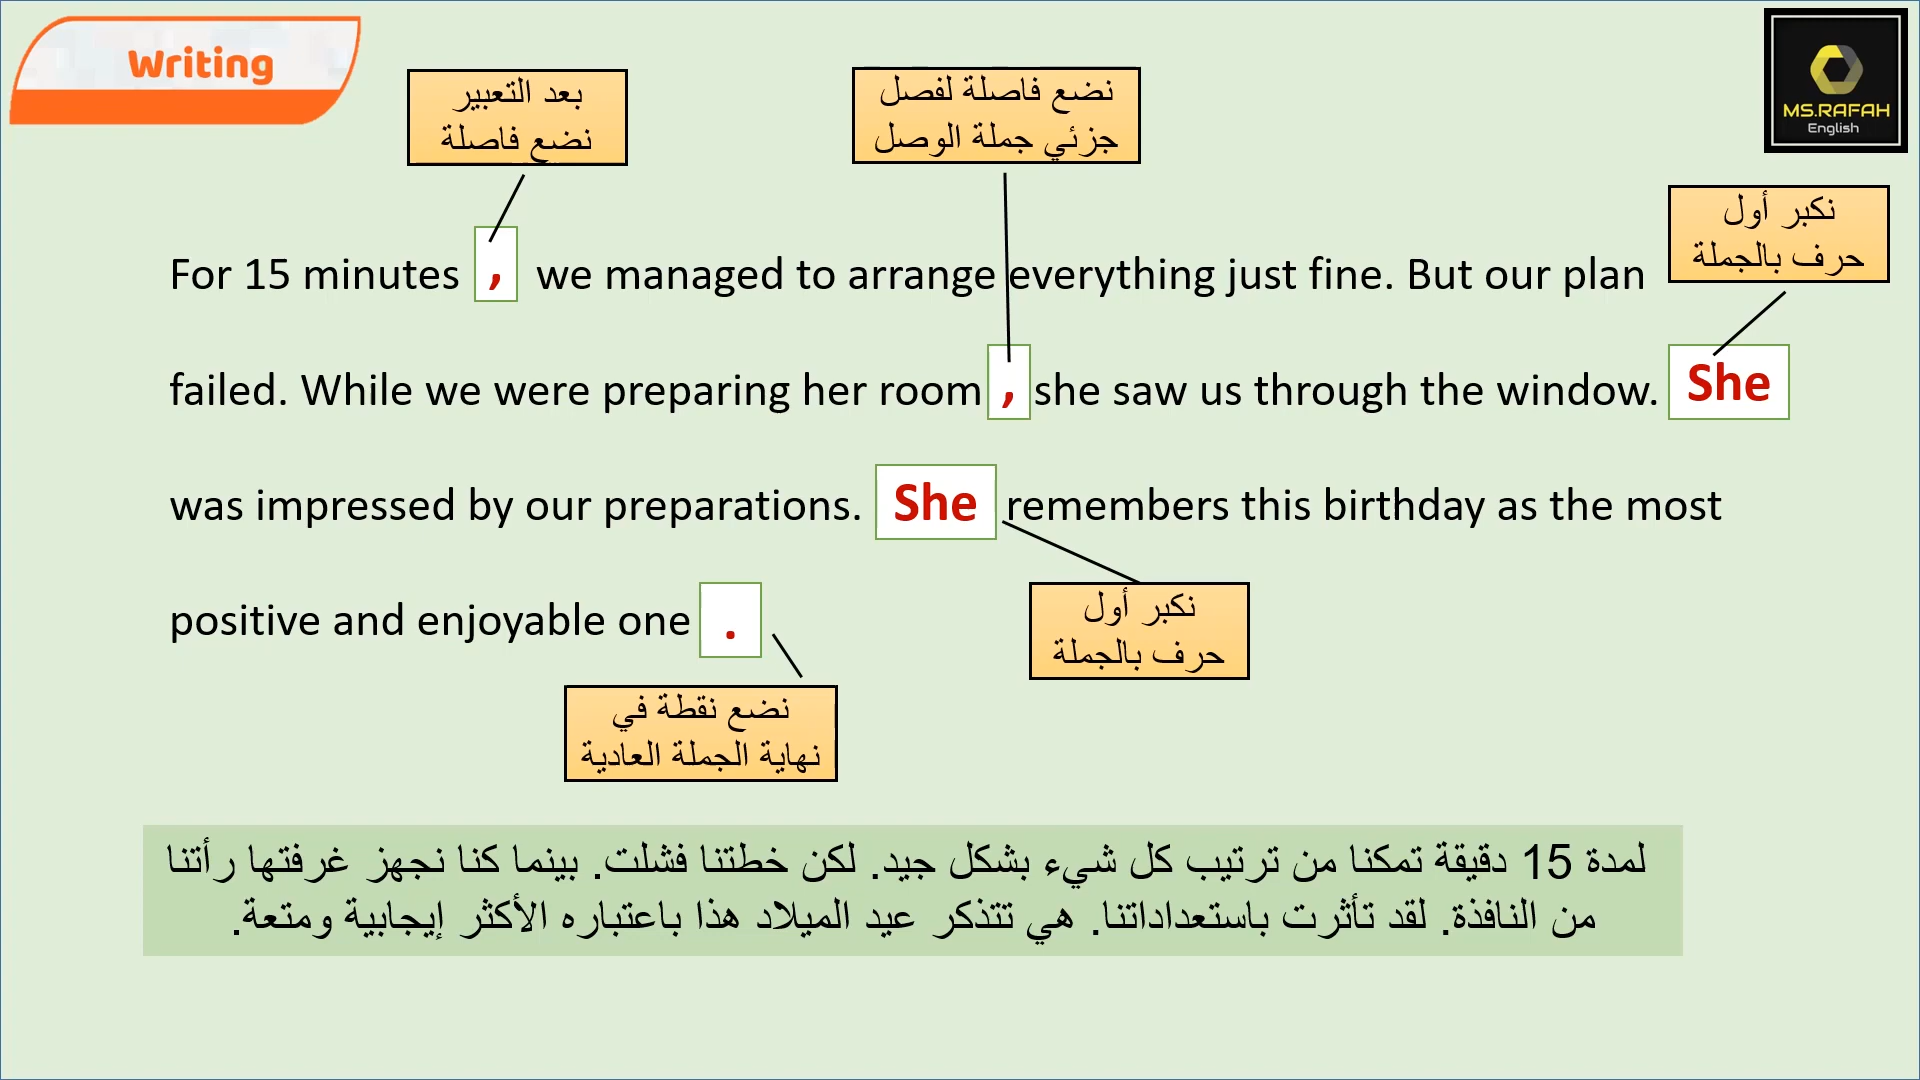 Writing
MS.RAFAH
English
بعد التعبير
نضع فاصلة
نضع فاصلة لفصل
جزئي جملة الوصل
نكبر أول
حرف بالجملة
For 15 minutes , we managed to arrange everything just fine. But our plan
failed. While we were preparing her room , she saw us through the window. She
was impressed by our preparations. She remembers this birthday as the most
positive and enjoyable one .
نكبر أول
حرف بالجملة
نضع نقطة في
نهاية الجملة العادية
لمدة 15 دقيقة تمكنا من ترتيب كل شيء بشكل جيد. لكن خطتنا فشلت. بينما كنا نجهز غرفتها رأتنا
من النافذة. لقد تأثرت باستعداداتنا. هي تتذكر عيد الميلاد هذا باعتباره الأكثر إيجابية ومتعة.